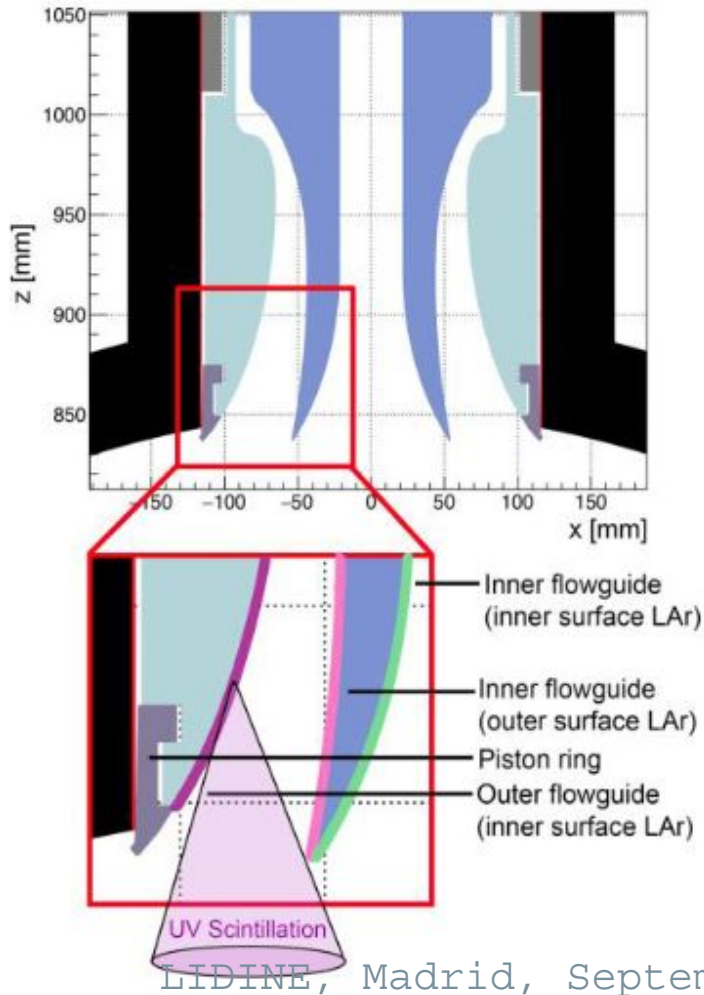 1050
1000
950
900
850
z [mm]
−150 −100 −50 0 50 100 150
x [mm]
Inner flowguide
(inner surface LAr)
Inner flowguide
(outer surface LAr)
Piston ring
Outer flowguide
(inner surface LAr)
UV Scintillation
LIDINE, Madrid, Septem